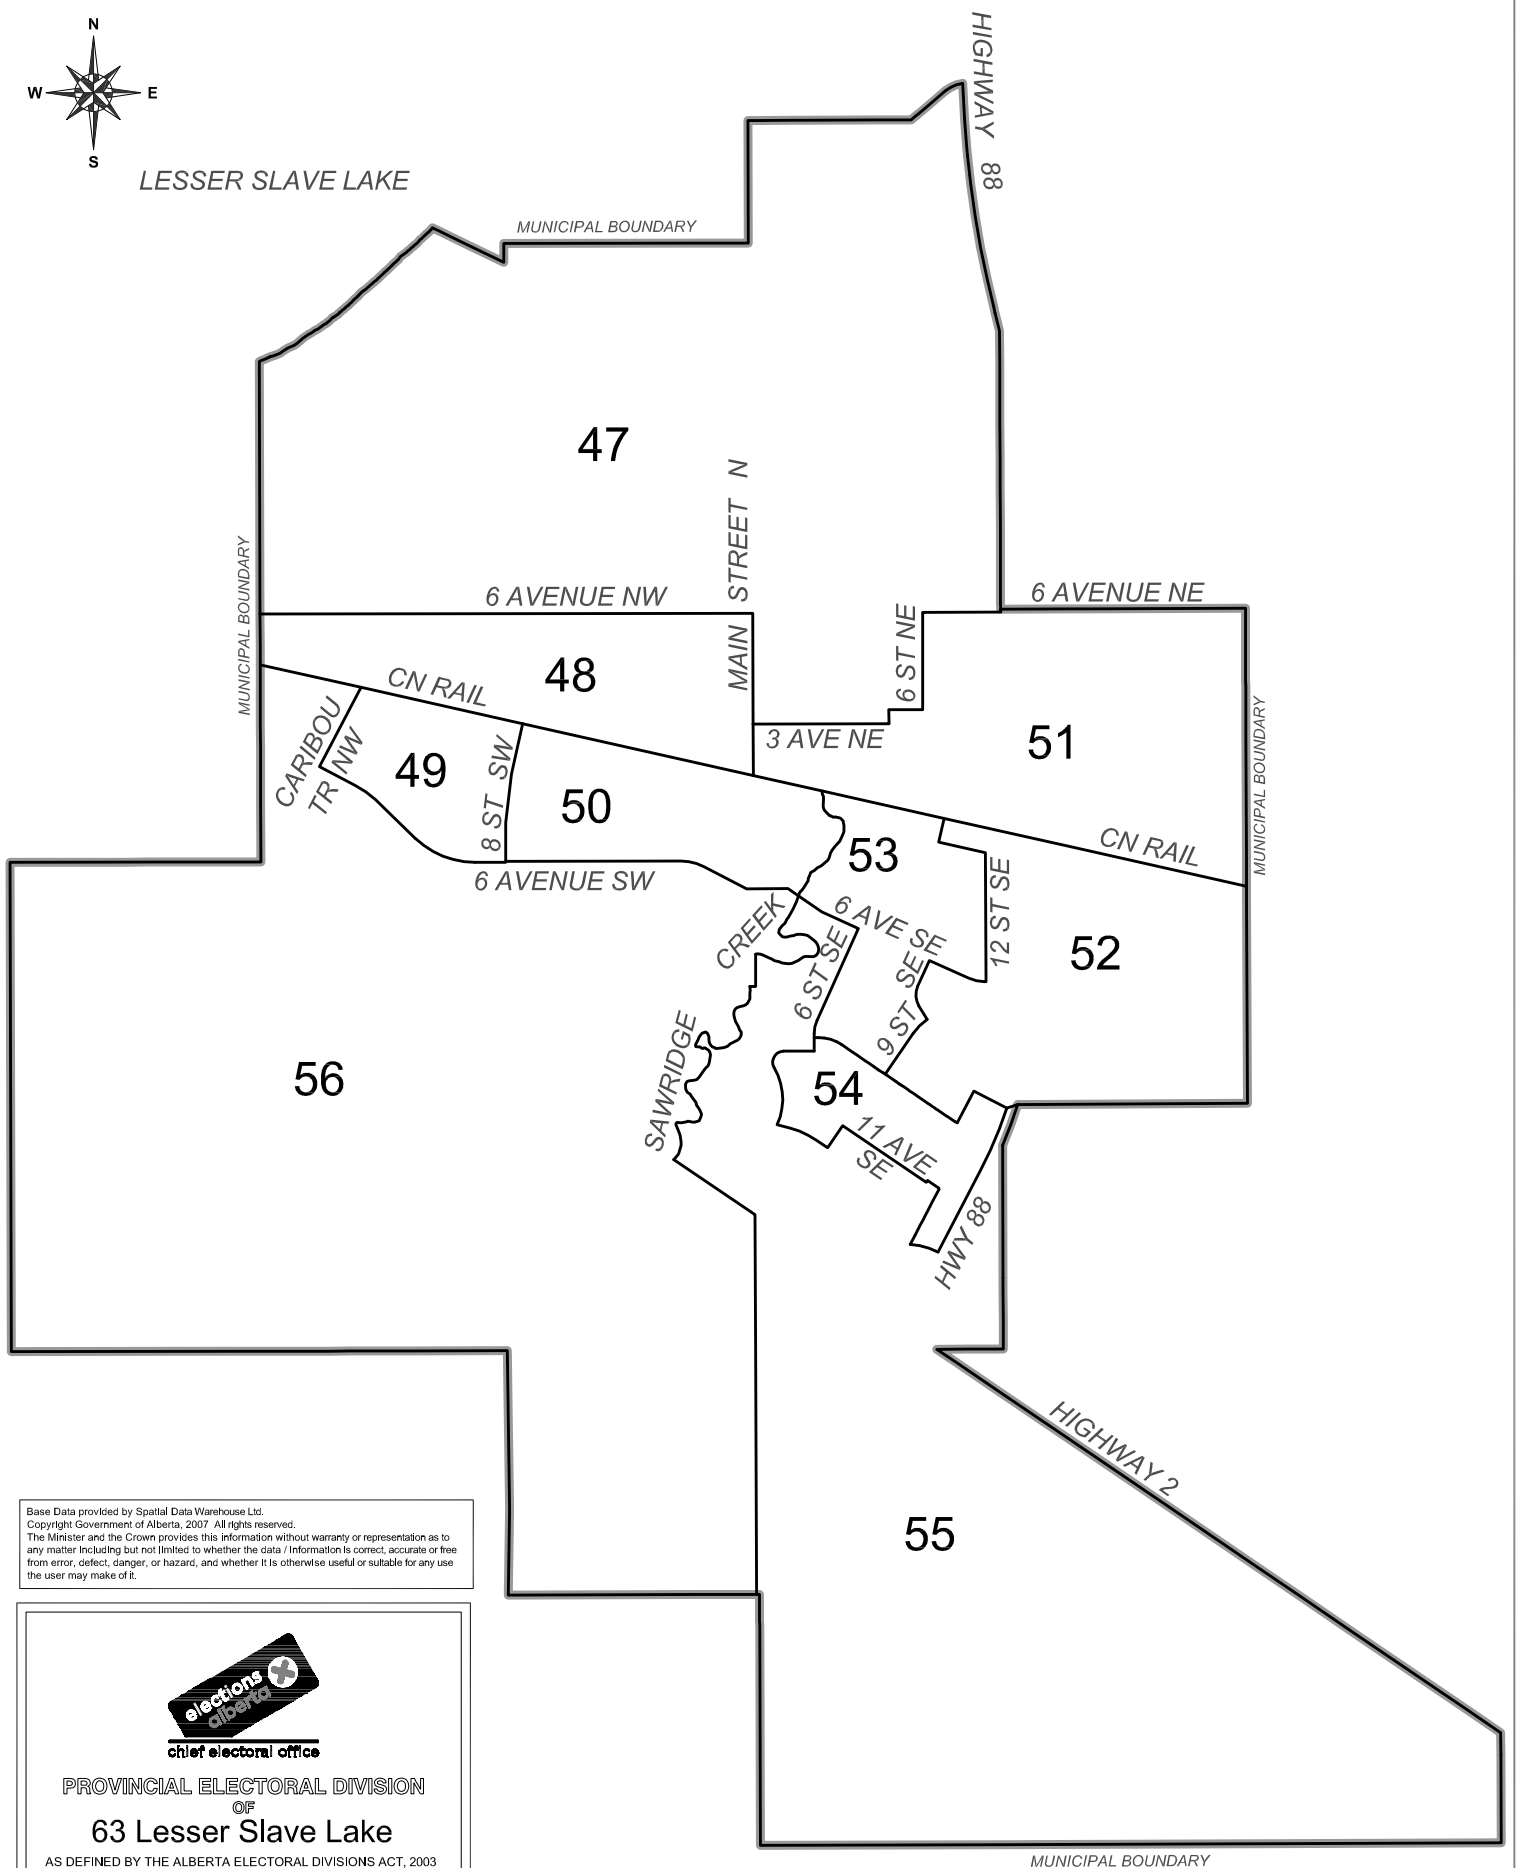 N
HIGHWAY 88
W E
S
LESSER SLAVE LAKE
MUNICIPAL BOUNDARY
47
MAIN STREET N
MUNICIPAL BOUNDARY
6 AVENUE NW
6 AVENUE NE
6 ST NE
48
CN RAIL
CARIBOU
TR NW
3 AVE NE
51
MUNICIPAL BOUNDARY
49
8 ST SW
50
53
CN RAIL
6 AVENUE SW
12 ST SE
6 AVE SE
CREEK
52
6 ST SE
9 ST SE
SAWRIDGE
56
54
11 AVE
SE
HWY 88
HIGHWAY 2
55
Base Data provided by Spatial Data Warehouse Ltd.
Copyright Government of Alberta, 2007 All rights reserved.
The Minister and the Crown provides this information without warranty or representation as to
any matter including but not limited to whether the data / information is correct, accurate or free
from error, defect, danger, or hazard, and whether it is otherwise useful or suitable for any use
the user may make of it.
elections
alberta
chief electoral office
PROVINCIAL ELECTORAL DIVISION
OF
63 Lesser Slave Lake
AS DEFINED BY THE ALBERTA ELECTORAL DIVISIONS ACT, 2003
MUNICIPAL BOUNDARY